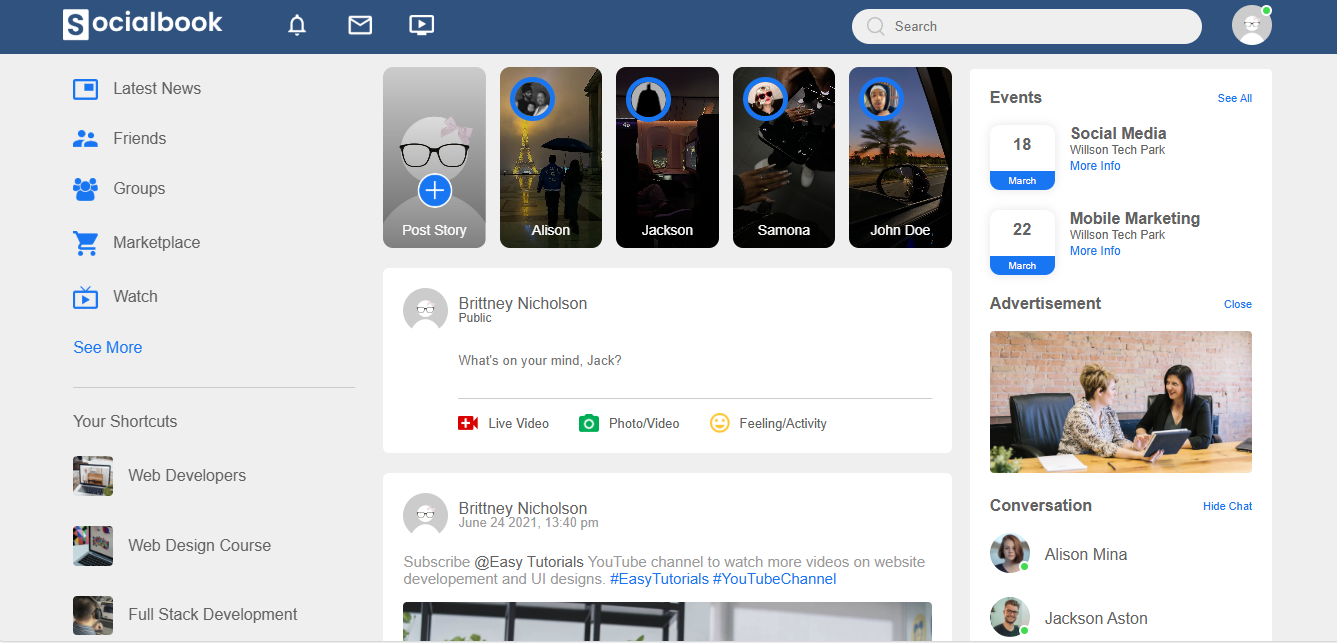 Socialbook
Search
Latest News
Friends
Groups
Marketplace
Watch
See More
Your Shortcuts
Web Developers
Web Design Course
Full Stack Development
Post Story
Alison
Jackson
Samona
John Doe
Brittney Nicholson
Public
What's on your mind, Jack?
Live Video
Photo/Video
Feeling/Activity
Brittney Nicholson
June 24 2021, 13:40 pm
Subscribe @Easy Tutorials YouTube channel to watch more videos on website
developement and UI designs. #EasyTutorials #YouTubeChannel
Events
See All
18
March
Social Media
Willson Tech Park
More Info
22
March
Mobile Marketing
Willson Tech Park
More Info
Advertisement
Close
Conversation
Hide Chat
Alison Mina
Jackson Aston